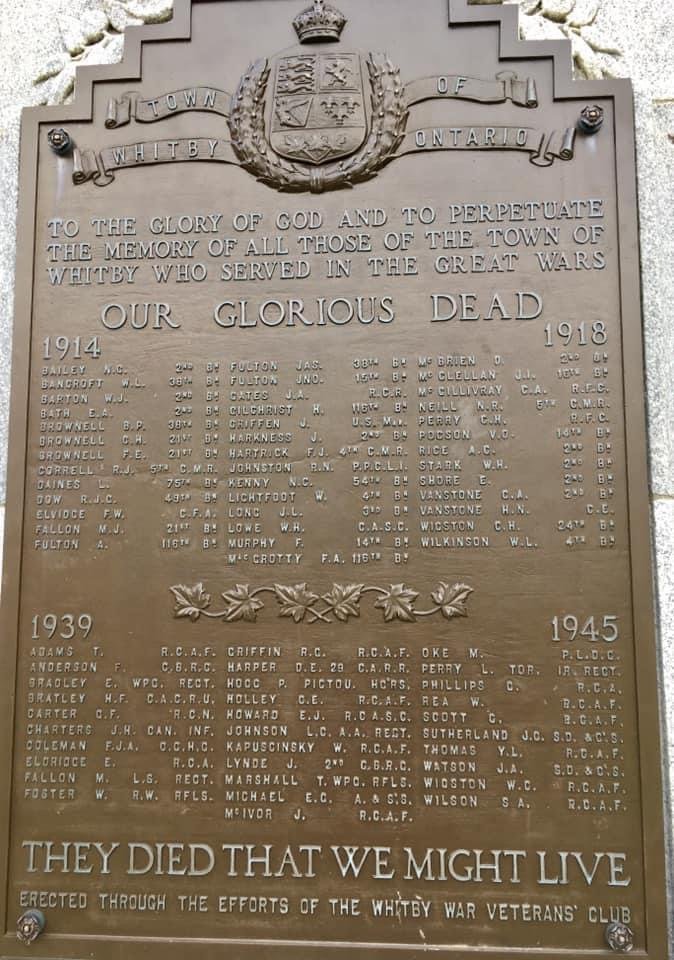 TOWN OF
WHITBY ONTARIO
TO THE GLORY OF GOD AND TO PERPETUATE
THE MEMORY OF ALL THOSE OF THE TOWN OF
WHITBY WHO SERVED IN THE GREAT WARS
OUR GLORIOUS DEAD
1914 1918
BAILEY N.C. 2ND BN FULTON JAS. 38TH BN McBRIEN D. 2ND BN
BANCROFT W.L. 38TH BN FULTON JNO. 15TH BN McCLELLAN J.I. BN
BARTON W.J. 2ND BN GATES J.A. R.C.R. McGILLIVRAY C.A. R.F.C.
BATH E.A. 2ND BN GILCHRIST H. 116TH BN NEILL N.R. 5TH C.M.R.
BROWNELL B.P. 38TH BN GRIFFEN J. U.S. MAR. PERRY C.H. R.F.C.
BROWNELL C.H. 21ST BN HARKNESS J. 2ND BN POGSON V.O. 14TH BN
BROWNELL F.E. 21ST BN HARTRICK F.J. 4TH C.M.R. RICE A.C. 2ND BN
CORRELL R.J. 5TH C.M.R. JOHNSTON R.N. P.P.C.L.I. STARK W.H. 2ND BN
GAINES L. 75TH BN KENNY N.C. 54TH BN SHORE E. 2ND BN
DOW R.J.C. 49TH BN LIGHTFOOT W. 4TH BN VANSTONE C.A. 2ND BN
ELVIDGE F.W. C.F.A. LONG J.L. 3RD BN VANSTONE H.N. C.E.
FALLON M.J. 21ST BN LOWE W.H. C.A.S.C. WIGSTON C.H. 24TH BN
FULTON A. 116TH BN MURPHY F. 14TH BN WILKINSON W.L. 4TH BN
MacGROTTY F.A. 116TH BN
1939 1945
ADAMS T. R.C.A.F. GRIFFIN R.G. R.C.A.F. OKE M. P.L.D.G.
ANDERSON F. C.B.R.G. HARPER D.E. 29 C.A.R.R. PERRY L. TOR. IR. REGT.
BRADLEY E. WPG. REGT. HOGG P. PICTOU. HGRS. PHILLIPS G. R.C.A.
BRATLEY H.F. C.A.C.R.U. HOLLEY C.E. R.C.A.F. REA W. R.C.A.F.
CARTER G.F. R.C.N. HOWARD E.J. R.C.A.S.C. SCOTT G. R.C.A.F.
CHARTERS J.H. CAN. INF. JOHNSON L.C. A.A. REGT. SUTHERLAND J.G. S.D. & G'S.
COLEMAN F.J.A. G.G.H.G. KAPUSCINSKY W. R.C.A.F. THOMAS Y.L. R.C.A.F.
ELDRIDGE E. R.C.A. LYNDE J. 2ND C.B.R.G. WATSON J.A. S.D. & G'S.
FALLON M. L.S. REGT. MARSHALL T. WPG. RFLS. WIGSTON W.C. R.C.A.F.
FOSTER W. R.W. RFLS. MICHAEL E.C. A. & S'S. WILSON S.A. R.C.A.F.
McIVOR J. R.C.A.F.
THEY DIED THAT WE MIGHT LIVE
ERECTED THROUGH THE EFFORTS OF THE WHITBY WAR VETERANS' CLUB